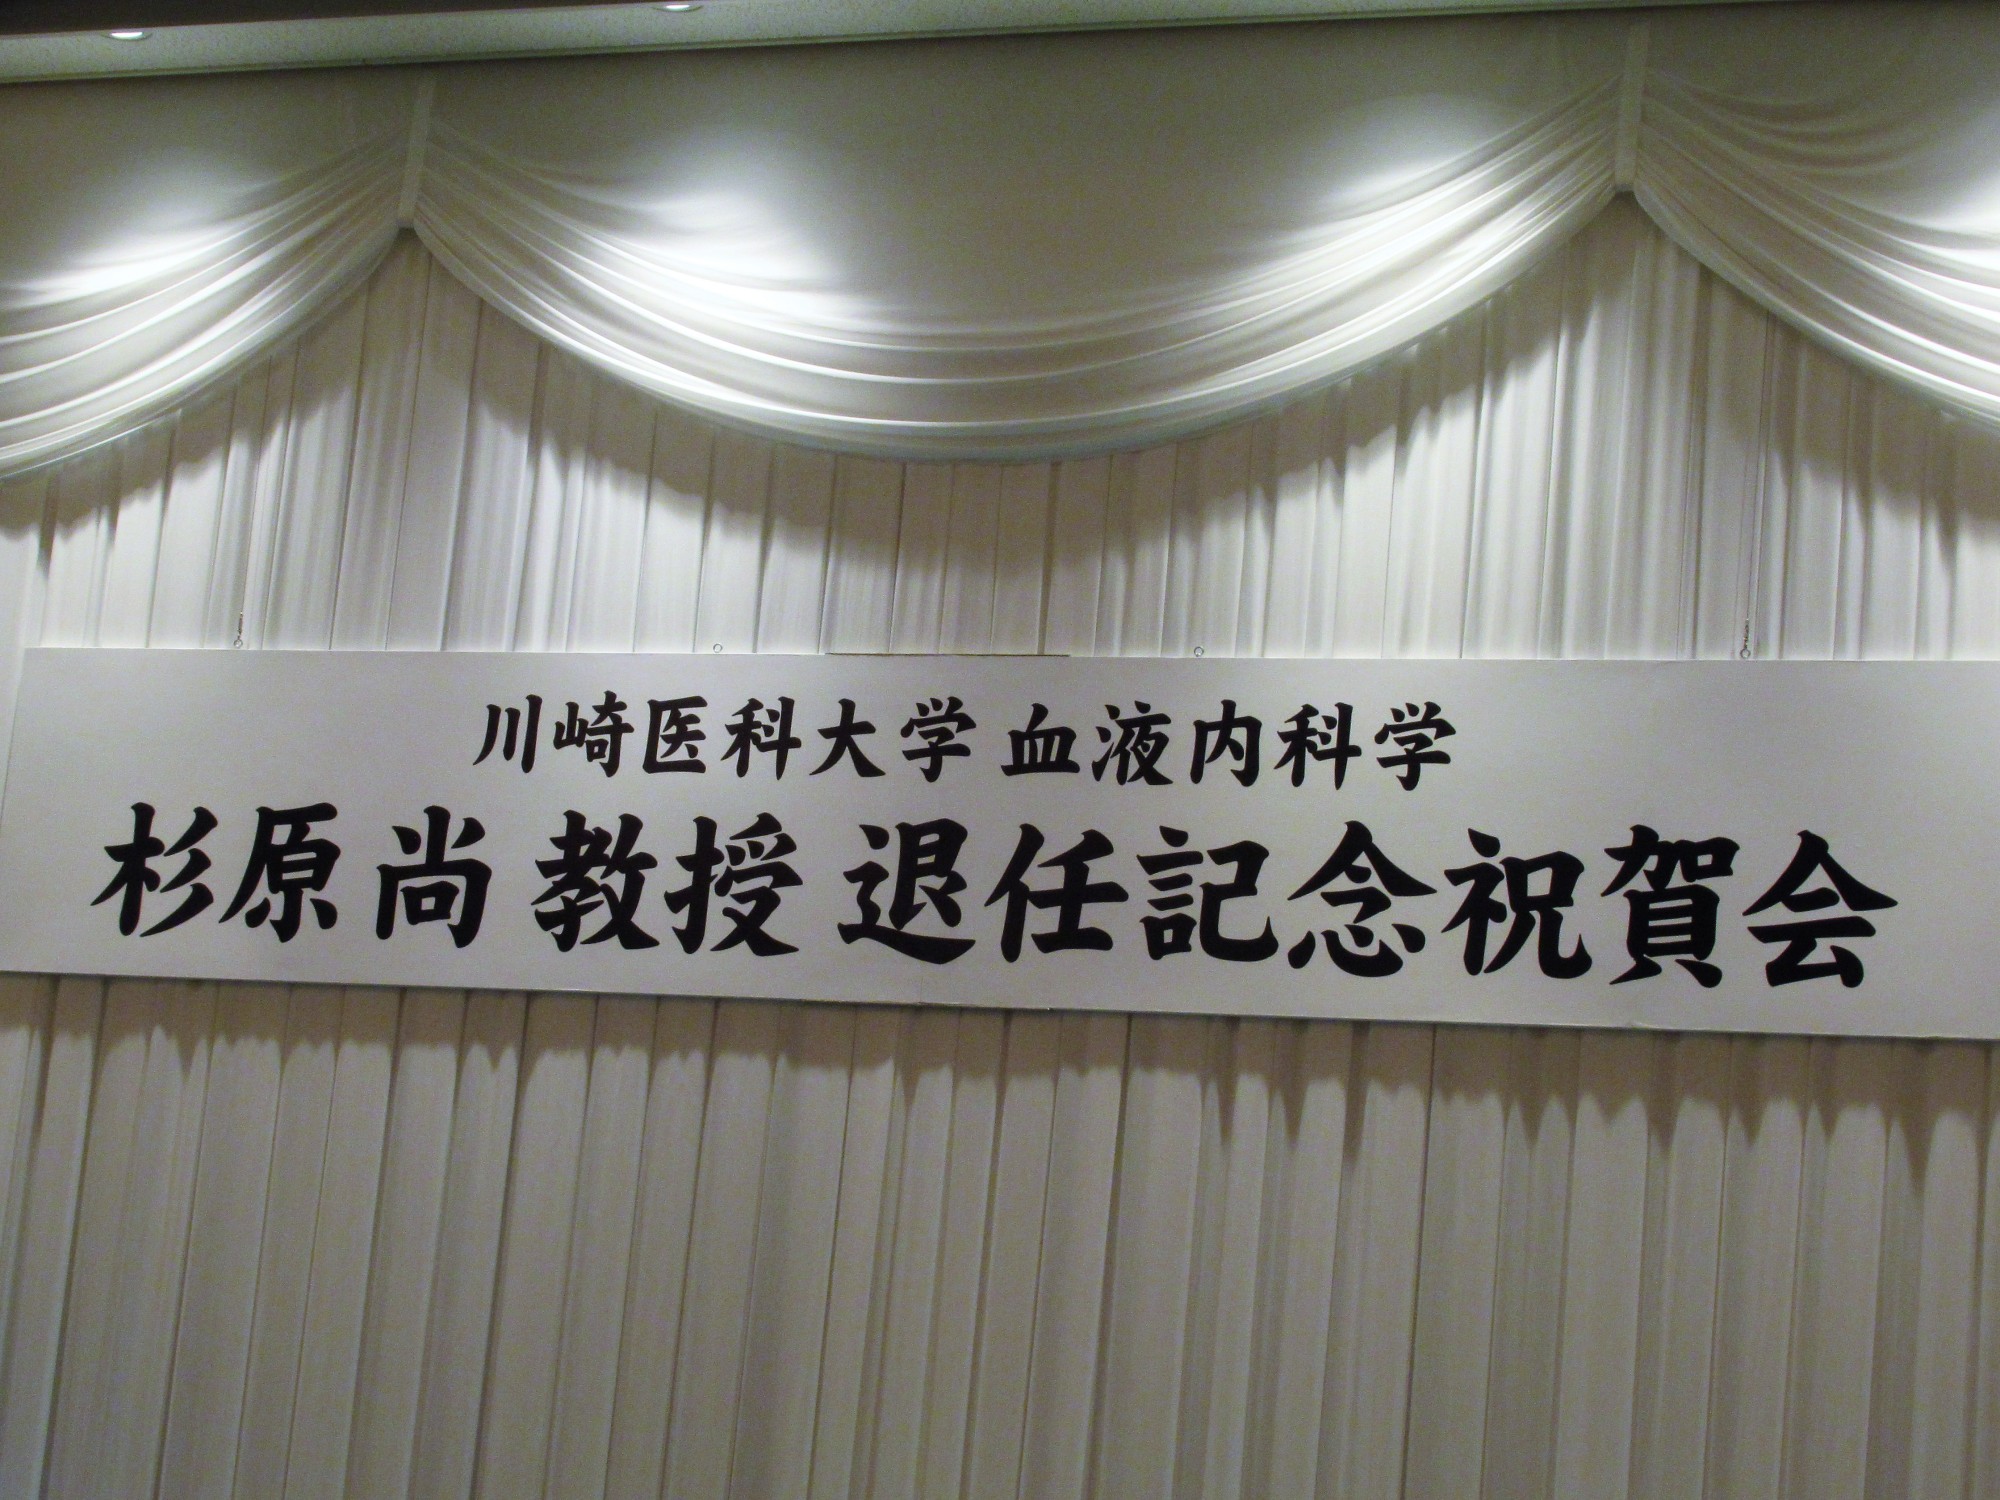 川崎医科大学 血液内科学
杉原 尚 教授 退任記念祝賀会